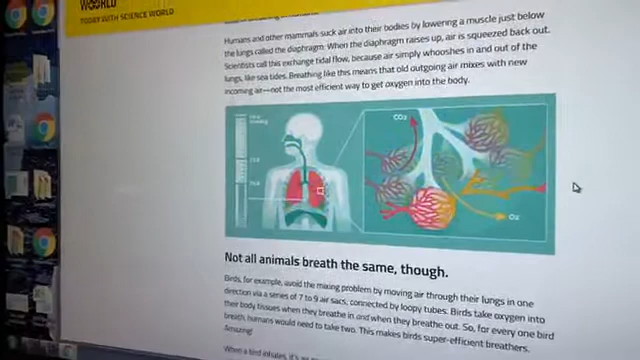 WORLD
TODAY WITH SCIENCE WORLD
Humans and other mammals suck air into their bodies by lowering a muscle just below
the lungs called the diaphragm. When the diaphragm raises up, air is squeezed back out.
Scientists call this exchange tidal flow, because air simply whooshes in and out of the
lungs, like sea tides. Breathing like this means that old outgoing air mixes with new
incoming air—not the most efficient way to get oxygen into the body.
CO2
O2
Not all animals breath the same, though.
Birds, for example, avoid the mixing problem by moving air through their lungs in one
direction via a series of 7 to 9 air sacs, connected by loopy tubes. Birds take oxygen into
their body tissues when they breathe in and when they breathe out. So, for every one bird
breath, humans would need to take two. This makes birds super-efficient breathers.
Amazing!
When a bird inhales, it's